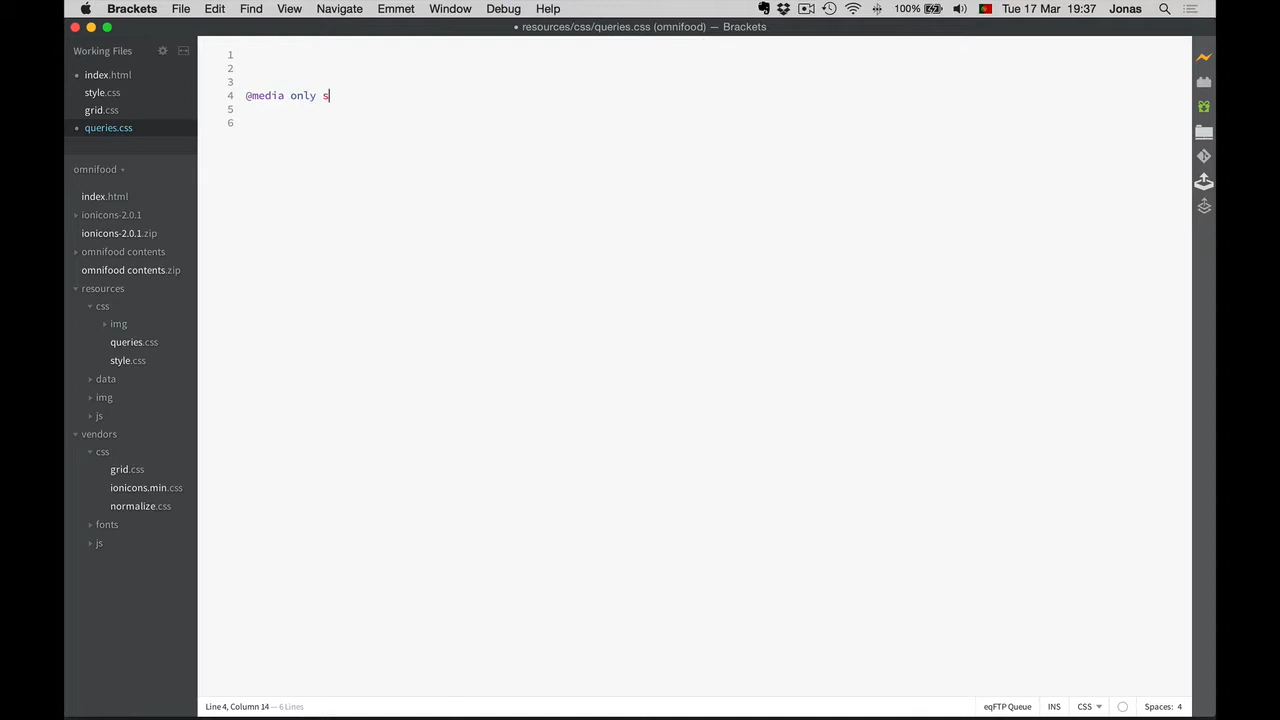 Brackets File Edit Find View Navigate Emmet Window Debug Help 100% Tue 17 Mar 19:37 Jonas
• resources/css/queries.css (omnifood) — Brackets
Working Files
index.html
style.css
grid.css
queries.css
omnifood
index.html
ionicons-2.0.1
ionicons-2.0.1.zip
omnifood contents
omnifood contents.zip
resources
css
img
queries.css
style.css
data
img
js
vendors
css
grid.css
ionicons.min.css
normalize.css
fonts
js
1
2
3
4 @media only s
5
6
Line 4, Column 14 — 6 Lines eqFTP Queue INS CSS Spaces: 4